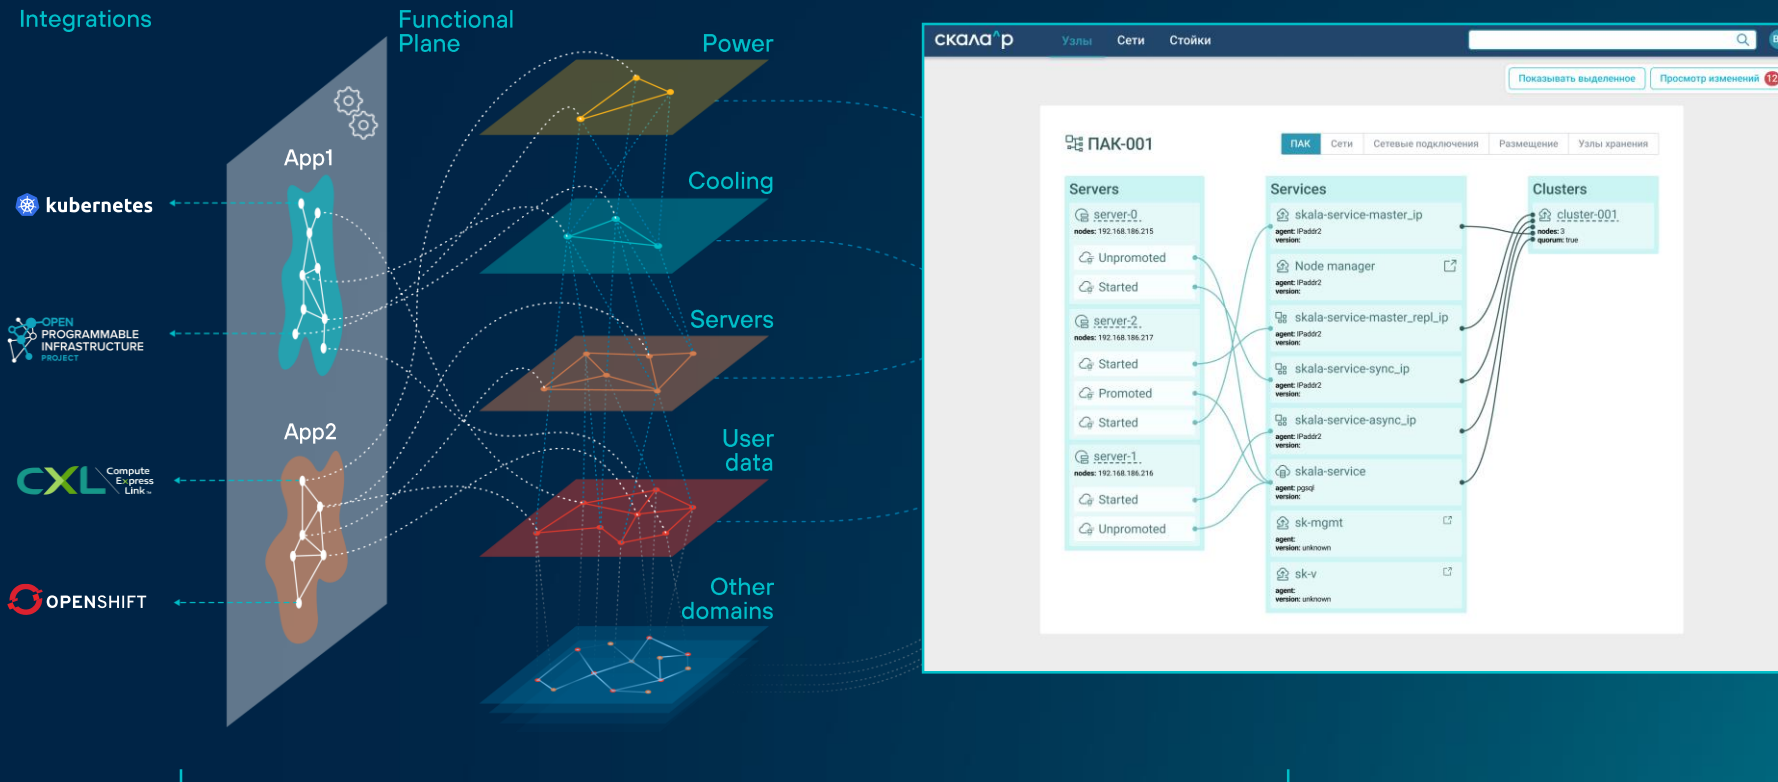 Integrations
Functional
Plane
Power
App1
kubernetes
Cooling
OPEN
PROGRAMMABLE
INFRASTRUCTURE
PROJECT
Servers
App2
User
data
CXL
Compute
Express
Link™
OPENSHIFT
Other
domains
скала^р
Узлы
Сети
Стойки
В
Показывать выделенное
Просмотр изменений
12
ПАК-001
ПАК
Сети
Сетевые подключения
Размещение
Узлы хранения
Servers
server-0
nodes: 192.168.186.215
Unpromoted
Started
server-2
nodes: 192.168.186.217
Started
Promoted
Started
server-1
nodes: 192.168.186.216
Started
Unpromoted
Services
skala-service-master_ip
agent: IPaddr2
version:
Node manager
agent: IPaddr2
version:
skala-service-master_repl_ip
agent: IPaddr2
version:
skala-service-sync_ip
agent: IPaddr2
version:
skala-service-async_ip
agent: IPaddr2
version:
skala-service
agent: pgsql
version:
sk-mgmt
agent:
version: unknown
sk-v
agent:
version: unknown
Clusters
cluster-001
nodes: 3
quorum: true